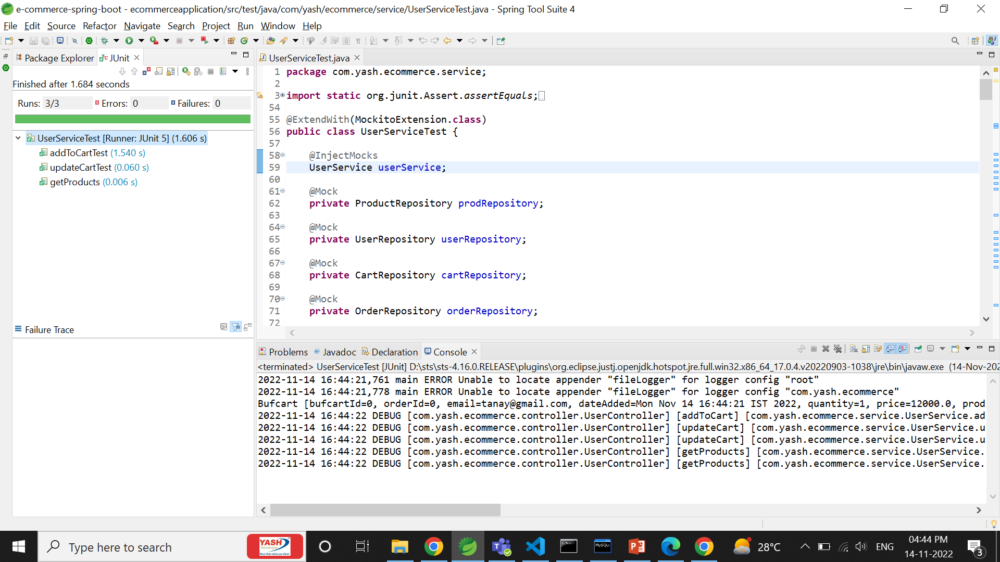 e-commerce-spring-boot - ecommerceapplication/src/test/java/com/yash/ecommerce/service/UserServiceTest.java - Spring Tool Suite 4
File Edit Source Refactor Navigate Search Project Run Window Help
Package Explorer JUnit
Finished after 1.684 seconds
Runs: 3/3 Errors: 0 Failures: 0
UserServiceTest [Runner: JUnit 5] (1.606 s)
addToCartTest (1.540 s)
updateCartTest (0.060 s)
getProducts (0.006 s)
Failure Trace
UserServiceTest.java
1 package com.yash.ecommerce.service;
2
3 import static org.junit.Assert.assertEquals;
54
55 @ExtendWith(MockitoExtension.class)
56 public class UserServiceTest {
57
58 @InjectMocks
59 UserService userService;
60
61 @Mock
62 private ProductRepository prodRepository;
63
64 @Mock
65 private UserRepository userRepository;
66
67 @Mock
68 private CartRepository cartRepository;
69
70 @Mock
71 private OrderRepository orderRepository;
72
Problems Javadoc Declaration Console
<terminated> UserServiceTest [JUnit] D:\sts\sts-4.16.0.RELEASE\plugins\org.eclipse.justj.openjdk.hotspot.jre.full.win32.x86_64_17.0.4.v20220903-1038\jre\bin\javaw.exe (14-Nov-202
2022-11-14 16:44:21,761 main ERROR Unable to locate appender "fileLogger" for logger config "root"
2022-11-14 16:44:21,778 main ERROR Unable to locate appender "fileLogger" for logger config "com.yash.ecommerce"
Bufcart [bufcartId=0, orderId=0, email=tanay@gmail.com, dateAdded=Mon Nov 14 16:44:21 IST 2022, quantity=1, price=12000.0, prod
2022-11-14 16:44:22 DEBUG [com.yash.ecommerce.controller.UserController] [addToCart] [com.yash.ecommerce.service.UserService.ad
2022-11-14 16:44:22 DEBUG [com.yash.ecommerce.controller.UserController] [updateCart] [com.yash.ecommerce.service.UserService.u
2022-11-14 16:44:22 DEBUG [com.yash.ecommerce.controller.UserController] [updateCart] [com.yash.ecommerce.service.UserService.u
2022-11-14 16:44:22 DEBUG [com.yash.ecommerce.controller.UserController] [getProducts] [com.yash.ecommerce.service.UserService.
2022-11-14 16:44:22 DEBUG [com.yash.ecommerce.controller.UserController] [getProducts] [com.yash.ecommerce.service.UserService.
Type here to search
YASH
Technologies
More than what you think.
MySQL
28°C
ENG
04:44 PM
14-11-2022
3